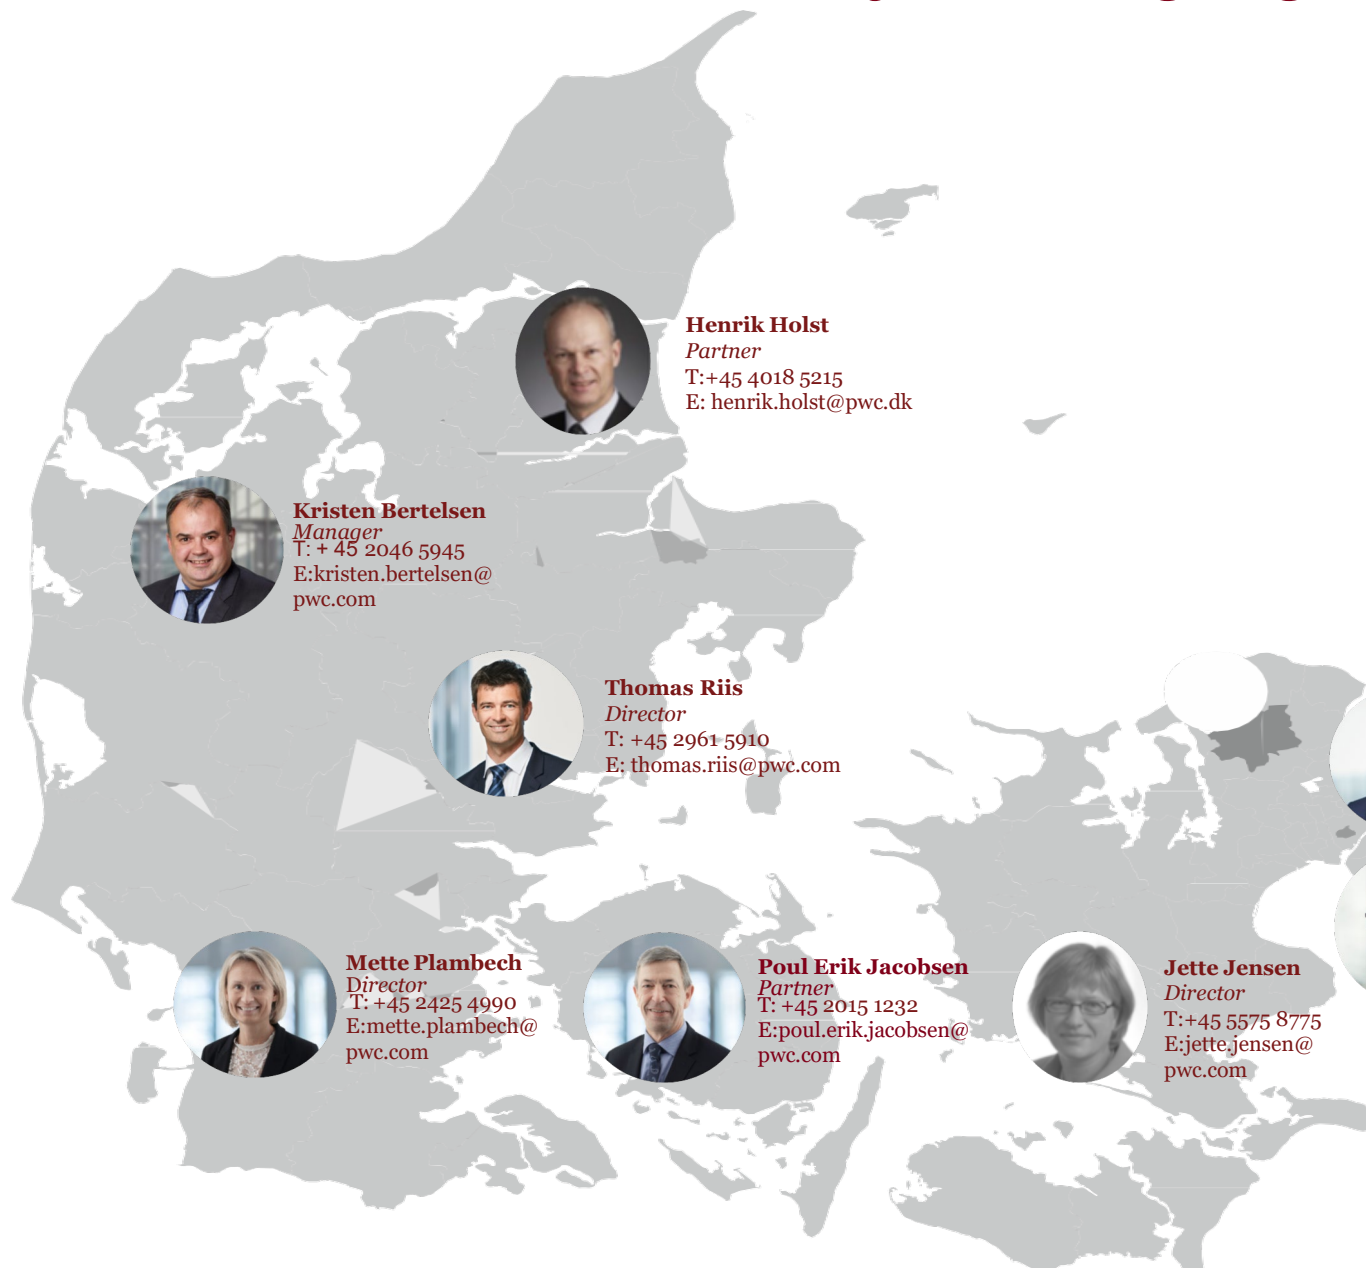 Henrik Holst
Partner
T:+45 4018 5215
E: henrik.holst@pwc.dk
Kristen Bertelsen
Manager
T: + 45 2046 5945
E:kristen.bertelsen@
pwc.com
Thomas Riis
Director
T: +45 2961 5910
E: thomas.riis@pwc.com
Mette Plambech
Director
T: +45 2425 4990
E:mette.plambech@
pwc.com
Poul Erik Jacobsen
Partner
T: +45 2015 1232
E:poul.erik.jacobsen@
pwc.com
Jette Jensen
Director
T:+45 5575 8775
E:jette.jensen@
pwc.com